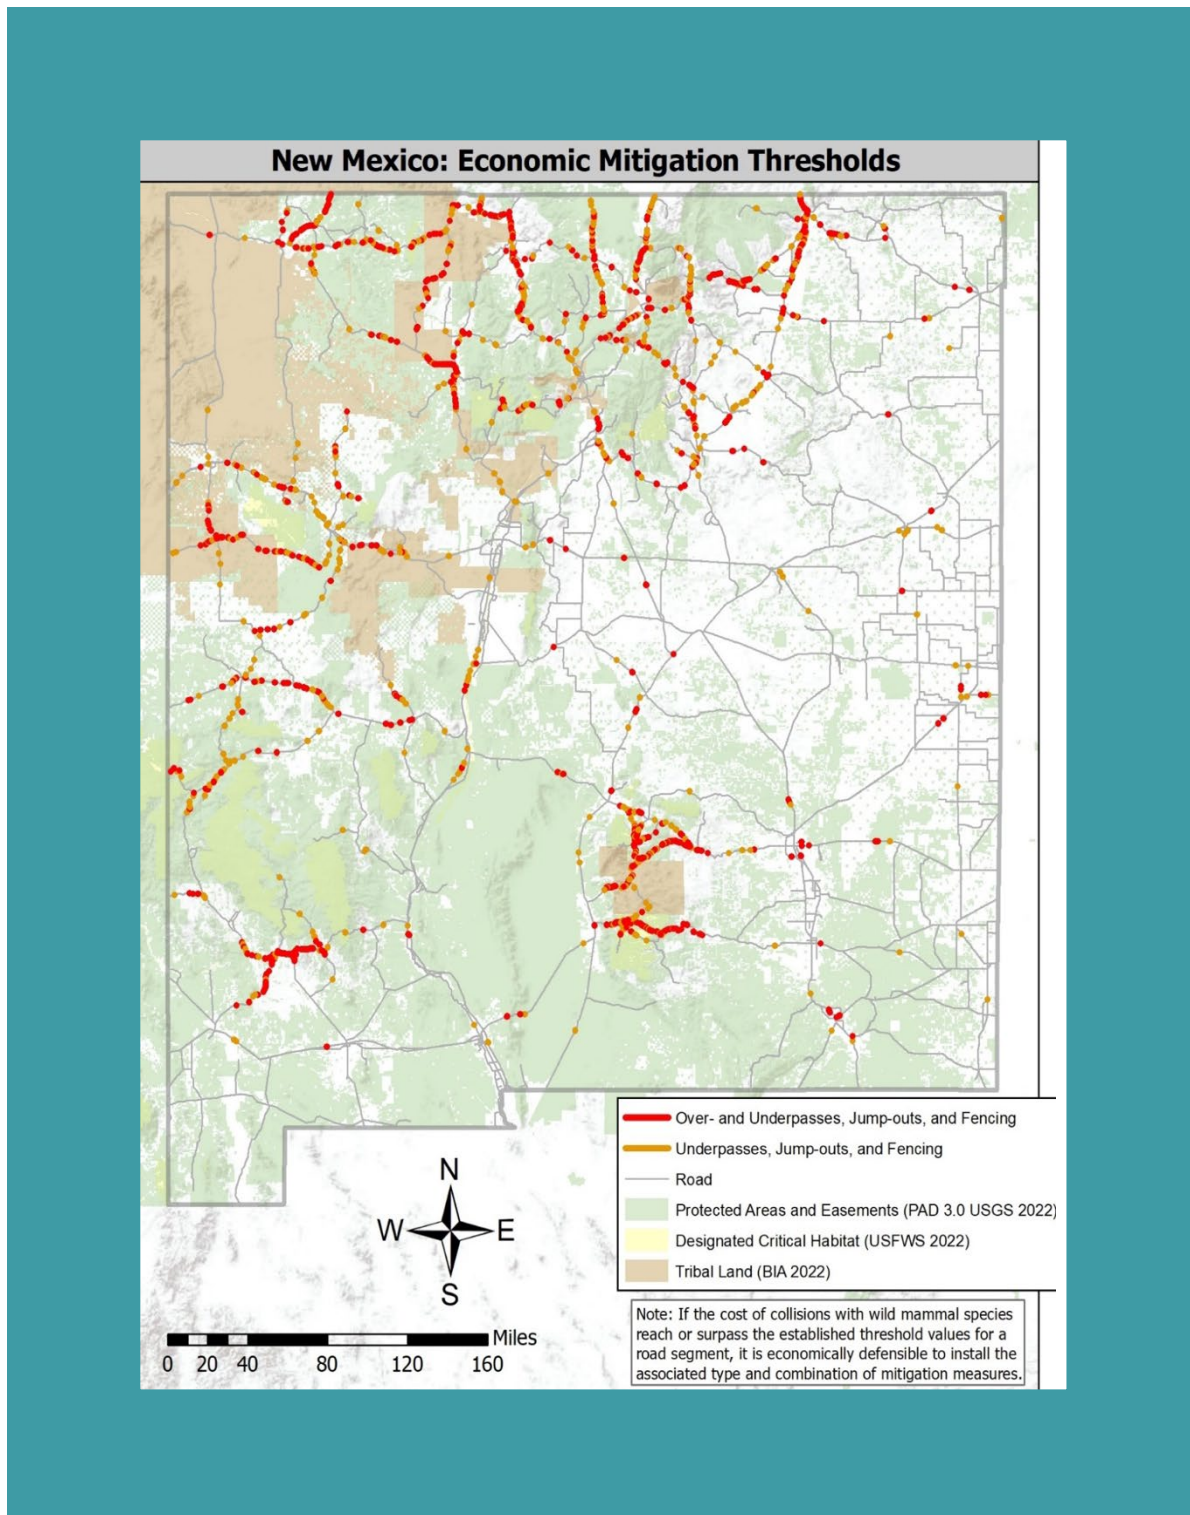 New Mexico: Economic Mitigation Thresholds
Over- and Underpasses, Jump-outs, and Fencing
Underpasses, Jump-outs, and Fencing
Road
Protected Areas and Easements (PAD 3.0 USGS 2022)
Designated Critical Habitat (USFWS 2022)
Tribal Land (BIA 2022)
N
W E
S
Miles
0 20 40 80 120 160
Note: If the cost of collisions with wild mammal species
reach or surpass the established threshold values for a
road segment, it is economically defensible to install the
associated type and combination of mitigation measures.